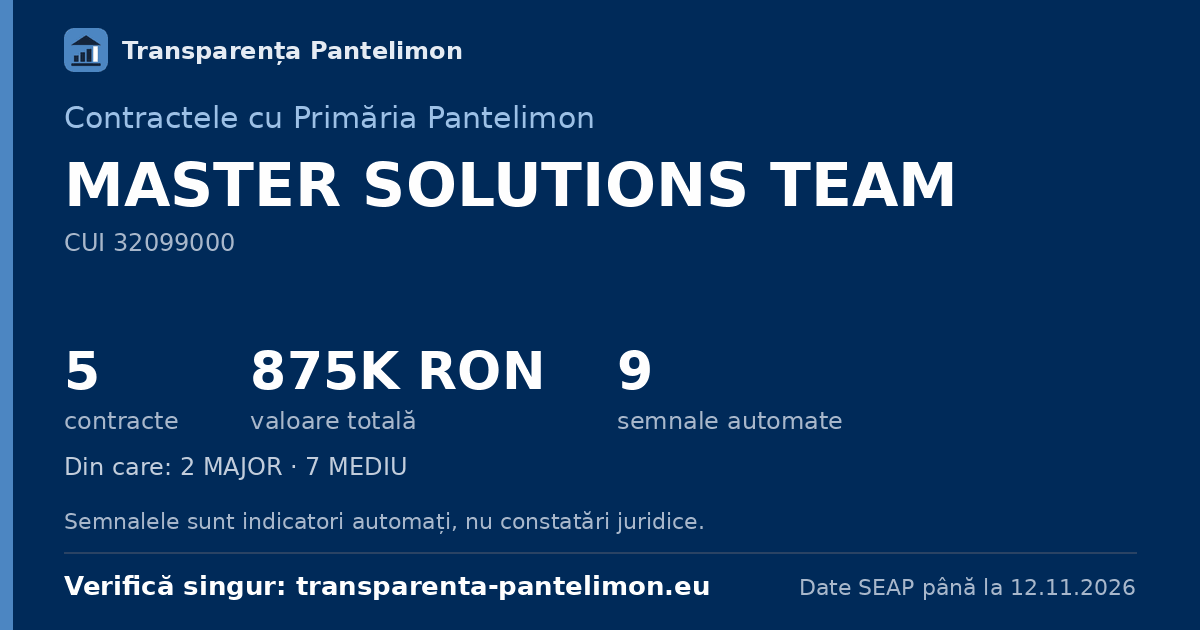 Transparența Pantelimon
Contractele cu Primăria Pantelimon
MASTER SOLUTIONS TEAM
CUI 32099000
5 875K RON 9
contracte valoare totală semnale automate
Din care: 2 MAJOR · 7 MEDIU
Semnalele sunt indicatori automați, nu constatări juridice.
Verifică singur: transparenta-pantelimon.eu Date SEAP până la 12.11.2026